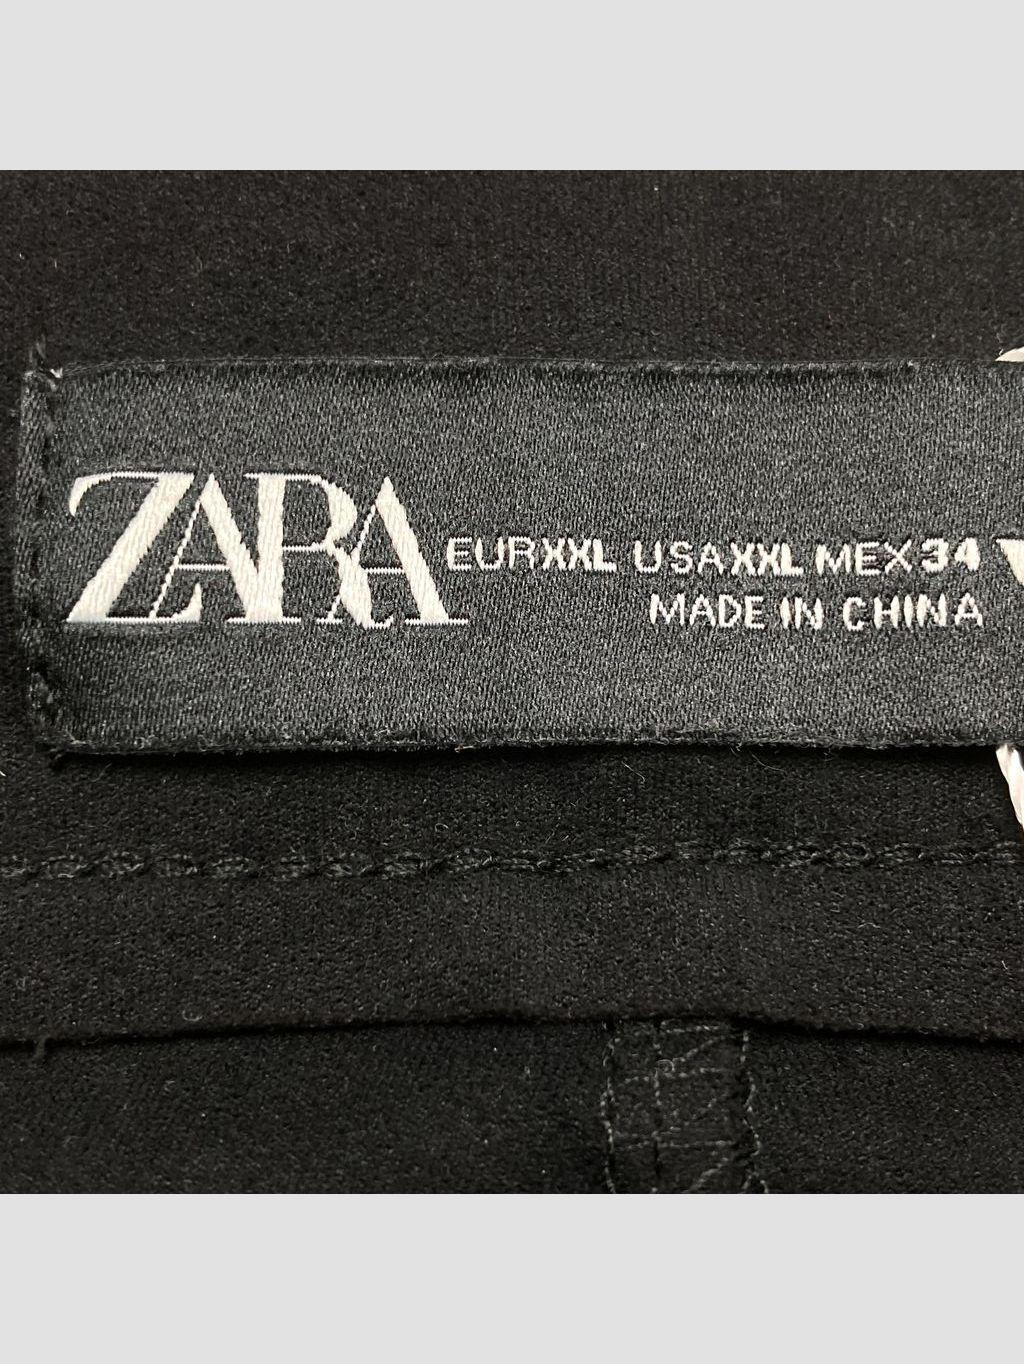 ZARA
EUR XXL USA XXL MEX 34
MADE IN CHINA